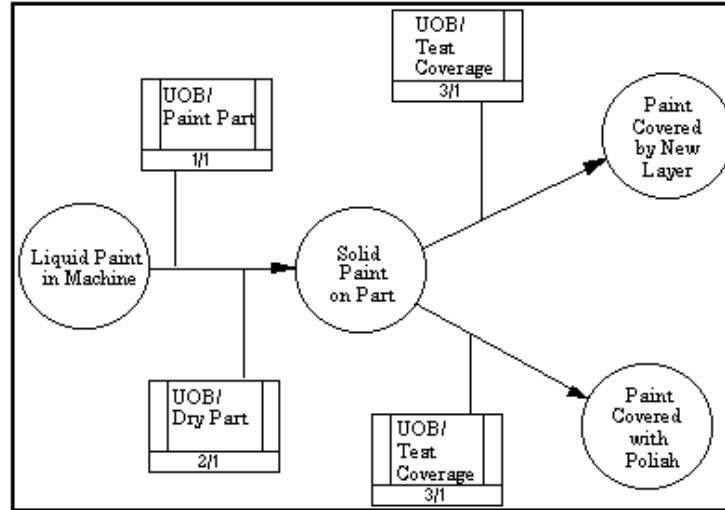 UOB/
Test
Coverage
3/1
UOB/
Paint Part
1/1
Paint
Covered
by New
Layer
Liquid Paint
in Machine
Solid
Paint
on Part
UOB/
Dry Part
2/1
UOB/
Test
Coverage
3/1
Paint
Covered
with
Polish